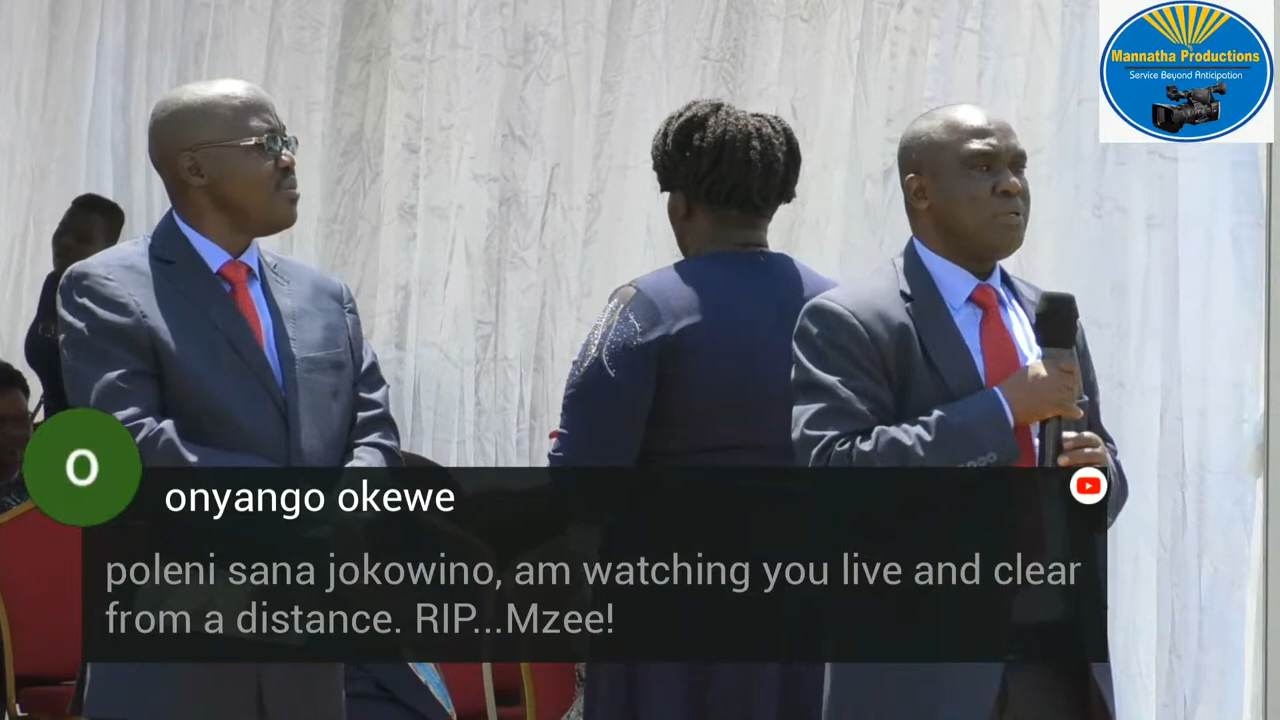 Mannatha Productions
Service Beyond Anticipation
O
onyango okewe
poleni sana jokowino, am watching you live and clear
from a distance. RIP...Mzee!